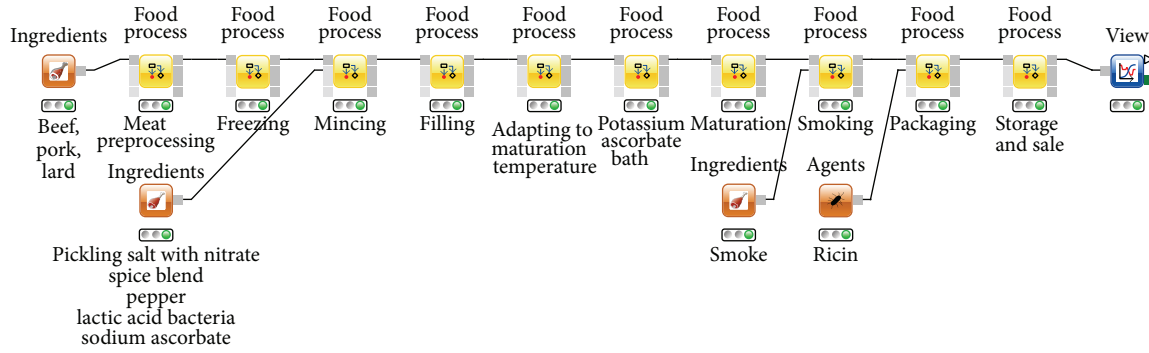 Ingredients
Beef,
pork,
lard
Food
process
Meat
preprocessing
Food
process
Freezing
Food
process
Mincing
Food
process
Filling
Food
process
Adapting to
maturation
temperature
Food
process
Potassium
ascorbate
bath
Food
process
Maturation
Food
process
Smoking
Food
process
Packaging
Food
process
Storage
and sale
View
Ingredients
Pickling salt with nitrate
spice blend
pepper
lactic acid bacteria
sodium ascorbate
Ingredients
Smoke
Agents
Ricin